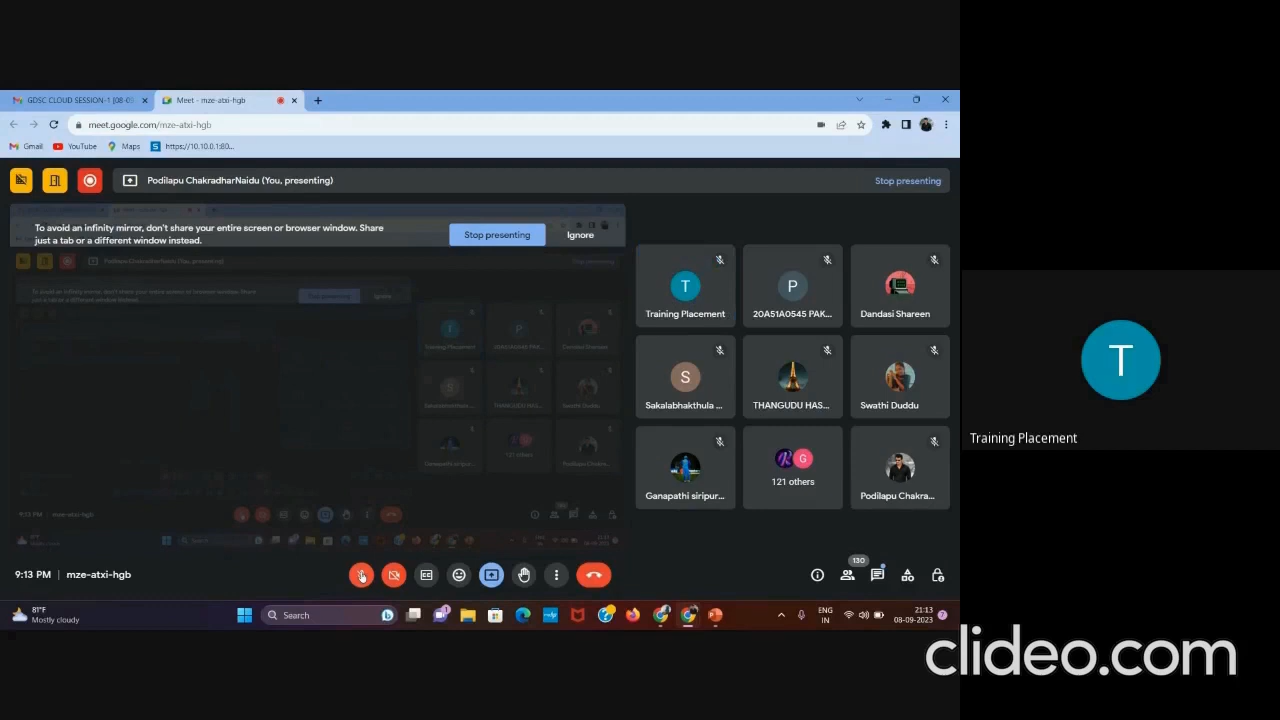 GDSC CLOUD SESSION-1 [08-09
Meet - mze-atxi-hgb
meet.google.com/mze-atxi-hgb
Gmail
YouTube
Maps
https://10.10.0.1:80...
Podilapu ChakradharNaidu (You, presenting)
Stop presenting
To avoid an infinity mirror, don't share your entire screen or browser window. Share
just a tab or a different window instead.
Stop presenting
Ignore
T
Training Placement
P
20A51A0545 PAK...
Dandasi Shareen
S
Sakalabhakthula ...
THANGUDU HAS...
Swathi Duddu
Ganapathi siripur...
G
121 others
Podilapu Chakra...
9:13 PM | mze-atxi-hgb
130
81°F
Mostly cloudy
Search
ENG
IN
21:13
08-09-2023
T
Training Placement
clideo.com